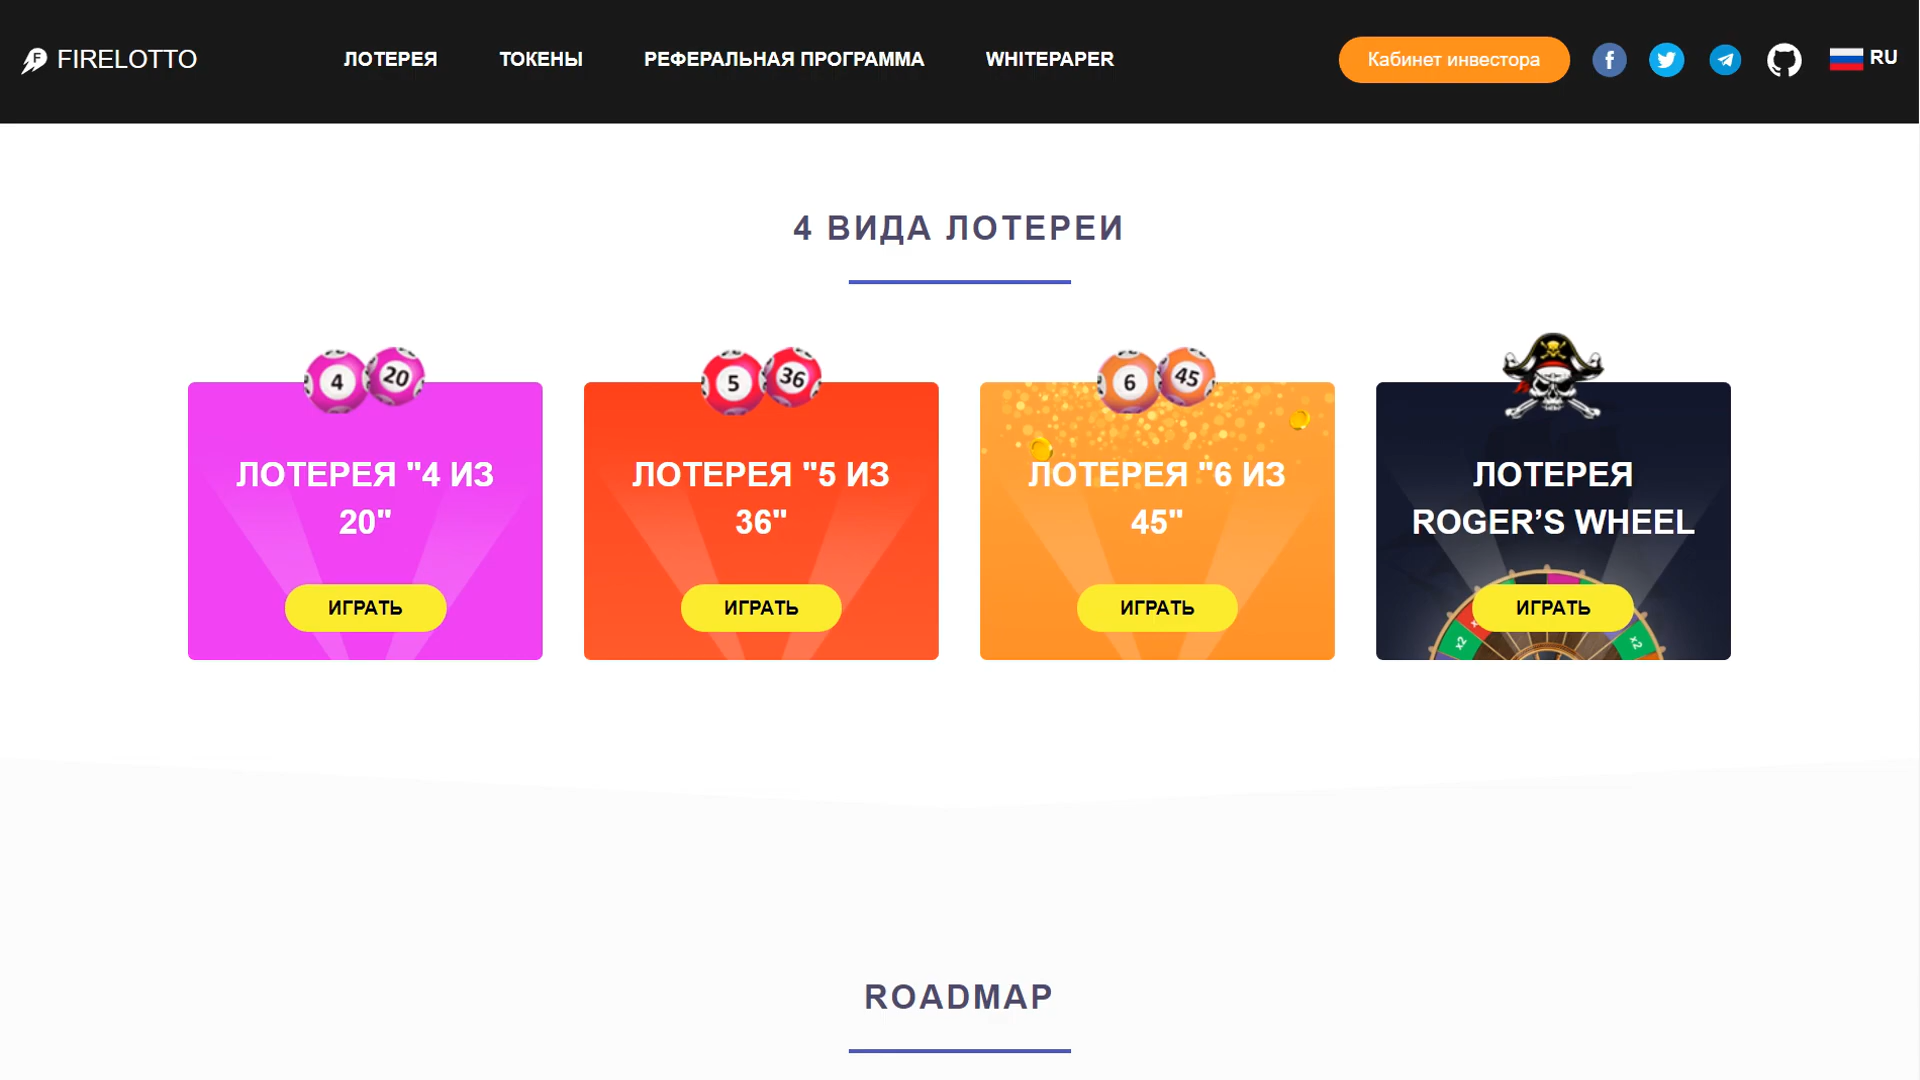 FIRELOTTO
ЛОТЕРЕЯ
ТОКЕНЫ
РЕФЕРАЛЬНАЯ ПРОГРАММА
WHITEPAPER
Кабинет инвестора
RU
4 ВИДА ЛОТЕРЕИ
4 20
ЛОТЕРЕЯ "4 ИЗ
20"
ИГРАТЬ
5 36
ЛОТЕРЕЯ "5 ИЗ
36"
ИГРАТЬ
6 45
ЛОТЕРЕЯ "6 ИЗ
45"
ИГРАТЬ
ЛОТЕРЕЯ
ROGER’S WHEEL
ИГРАТЬ
x2
x2
ROADMAP